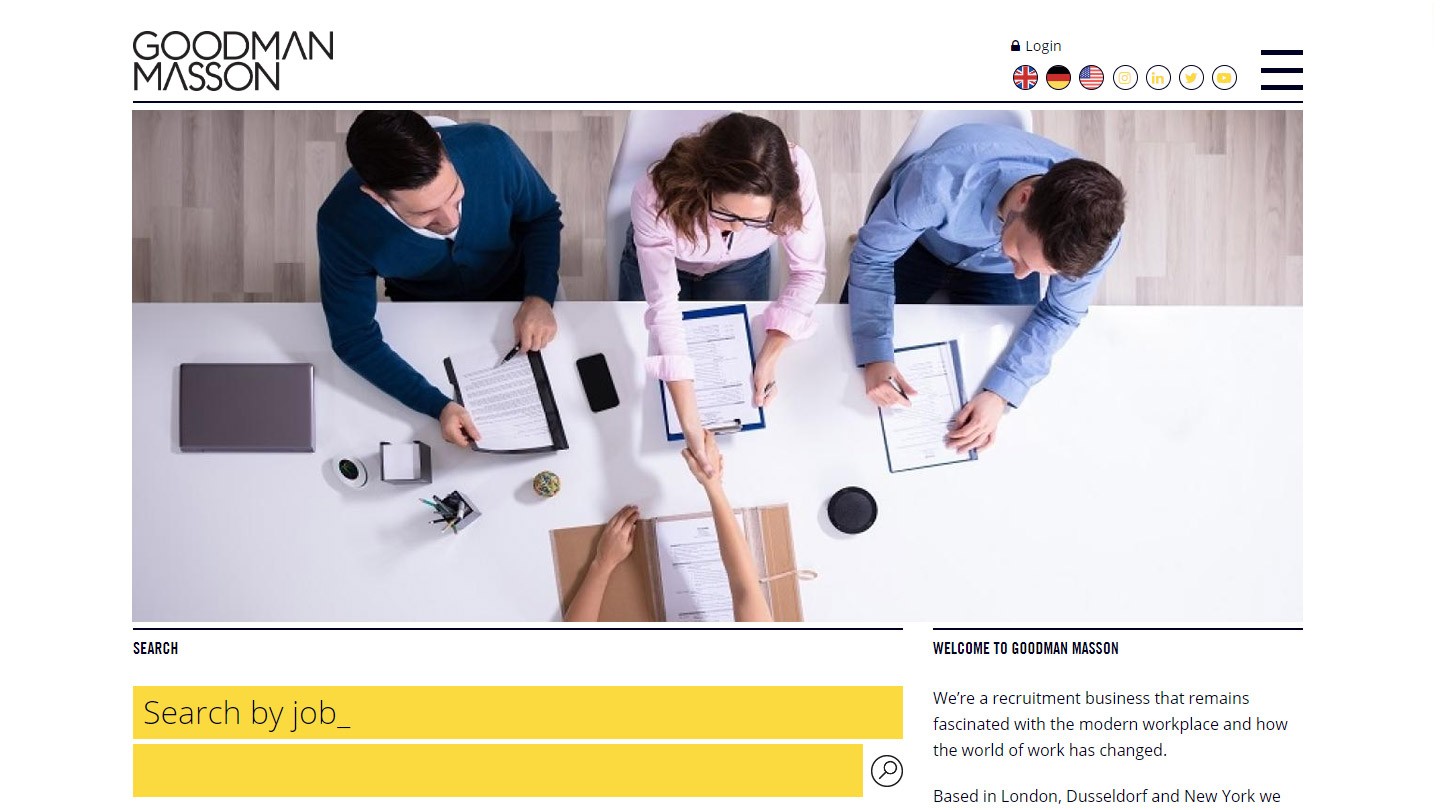 GOODMAN
MASSON
Login
SEARCH
Search by job_
WELCOME TO GOODMAN MASSON
We’re a recruitment business that remains
fascinated with the modern workplace and how
the world of work has changed.
Based in London, Dusseldorf and New York we